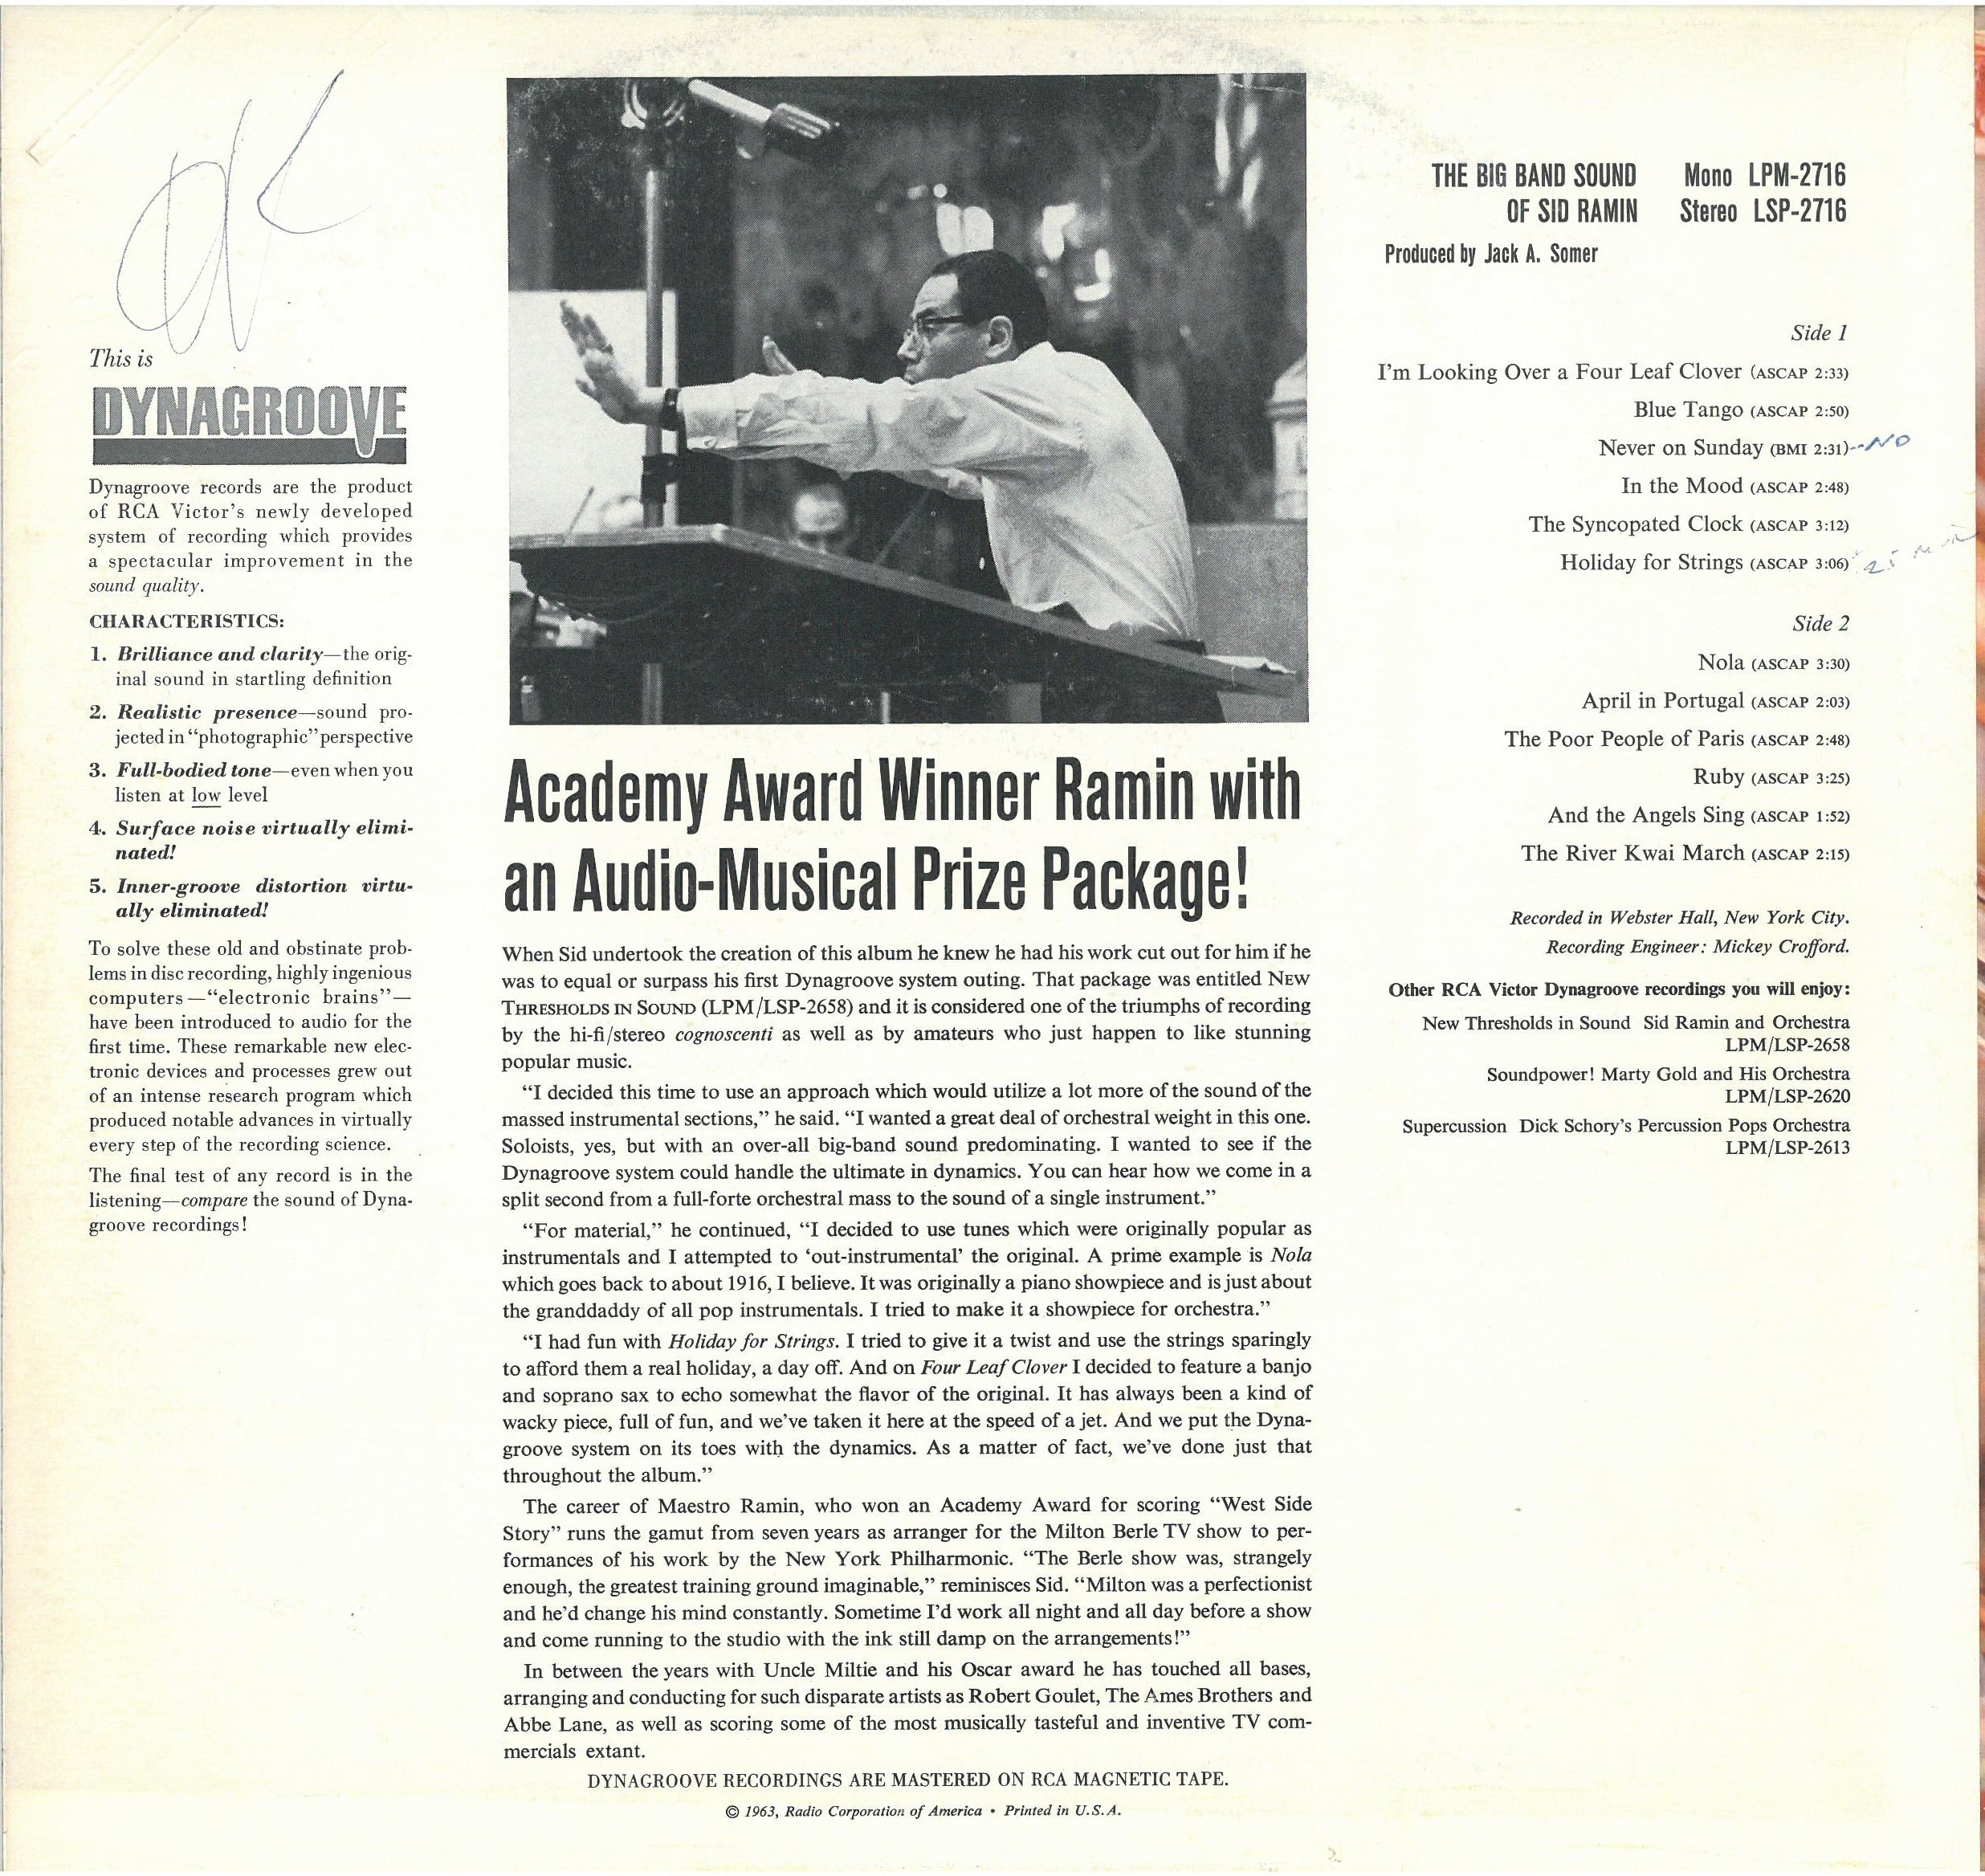 OK
This is
DYNAGROOVE
Dynagroove records are the product
of RCA Victor's newly developed
system of recording which provides
a spectacular improvement in the
sound quality.
CHARACTERISTICS:
1. Brilliance and clarity—the orig-
inal sound in startling definition
2. Realistic presence—sound pro-
jected in “photographic” perspective
3. Full-bodied tone—even when you
listen at low level
4. Surface noise virtually elimi-
nated!
5. Inner-groove distortion virtu-
ally eliminated!
To solve these old and obstinate prob-
lems in disc recording, highly ingenious
computers—“electronic brains”—
have been introduced to audio for the
first time. These remarkable new elec-
tronic devices and processes grew out
of an intense research program which
produced notable advances in virtually
every step of the recording science.
The final test of any record is in the
listening—compare the sound of Dyna-
groove recordings!
Academy Award Winner Ramin with
an Audio-Musical Prize Package!
When Sid undertook the creation of this album he knew he had his work cut out for him if he
was to equal or surpass his first Dynagroove system outing. That package was entitled NEW
THRESHOLDS IN SOUND (LPM/LSP-2658) and it is considered one of the triumphs of recording
by the hi-fi/stereo cognoscenti as well as by amateurs who just happen to like stunning
popular music.
“I decided this time to use an approach which would utilize a lot more of the sound of the
massed instrumental sections,” he said. “I wanted a great deal of orchestral weight in this one.
Soloists, yes, but with an over-all big-band sound predominating. I wanted to see if the
Dynagroove system could handle the ultimate in dynamics. You can hear how we come in a
split second from a full-forte orchestral mass to the sound of a single instrument.”
“For material,” he continued, “I decided to use tunes which were originally popular as
instrumentals and I attempted to ‘out-instrumental’ the original. A prime example is Nola
which goes back to about 1916, I believe. It was originally a piano showpiece and is just about
the granddaddy of all pop instrumentals. I tried to make it a showpiece for orchestra.”
“I had fun with Holiday for Strings. I tried to give it a twist and use the strings sparingly
to afford them a real holiday, a day off. And on Four Leaf Clover I decided to feature a banjo
and soprano sax to echo somewhat the flavor of the original. It has always been a kind of
wacky piece, full of fun, and we've taken it here at the speed of a jet. And we put the Dyna-
groove system on its toes with the dynamics. As a matter of fact, we've done just that
throughout the album.”
The career of Maestro Ramin, who won an Academy Award for scoring “West Side
Story” runs the gamut from seven years as arranger for the Milton Berle TV show to per-
formances of his work by the New York Philharmonic. “The Berle show was, strangely
enough, the greatest training ground imaginable,” reminisces Sid. “Milton was a perfectionist
and he'd change his mind constantly. Sometime I'd work all night and all day before a show
and come running to the studio with the ink still damp on the arrangements!”
In between the years with Uncle Miltie and his Oscar award he has touched all bases,
arranging and conducting for such disparate artists as Robert Goulet, The Ames Brothers and
Abbe Lane, as well as scoring some of the most musically tasteful and inventive TV com-
mercials extant.
DYNAGROOVE RECORDINGS ARE MASTERED ON RCA MAGNETIC TAPE.
© 1963, Radio Corporation of America • Printed in U.S.A.
THE BIG BAND SOUND Mono LPM-2716
OF SID RAMIN Stereo LSP-2716
Produced by Jack A. Somer
Side 1
I'm Looking Over a Four Leaf Clover (ASCAP 2:33)
Blue Tango (ASCAP 2:50)
Never on Sunday (BMI 2:31)--NO
In the Mood (ASCAP 2:48)
The Syncopated Clock (ASCAP 3:12)
Holiday for Strings (ASCAP 3:06)
Side 2
Nola (ASCAP 3:30)
April in Portugal (ASCAP 2:03)
The Poor People of Paris (ASCAP 2:48)
Ruby (ASCAP 3:25)
And the Angels Sing (ASCAP 1:52)
The River Kwai March (ASCAP 2:15)
Recorded in Webster Hall, New York City.
Recording Engineer: Mickey Crofford.
Other RCA Victor Dynagroove recordings you will enjoy:
New Thresholds in Sound Sid Ramin and Orchestra
LPM/LSP-2658
Soundpower! Marty Gold and His Orchestra
LPM/LSP-2620
Supercussion Dick Schory's Percussion Pops Orchestra
LPM/LSP-2613